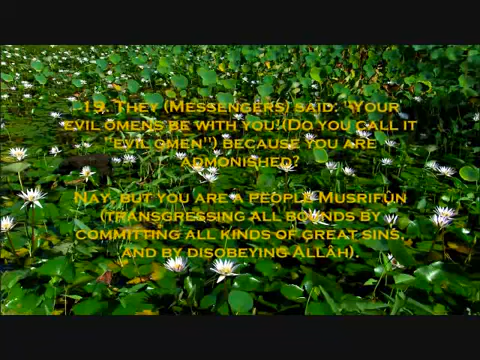 19. They (Messengers) said: "Your
evil omens be with you! (Do you call it
"evil omen") because you are
admonished?
Nay, but you are a people Musrifûn
(transgressing all bounds by
committing all kinds of great sins,
and by disobeying Allâh).